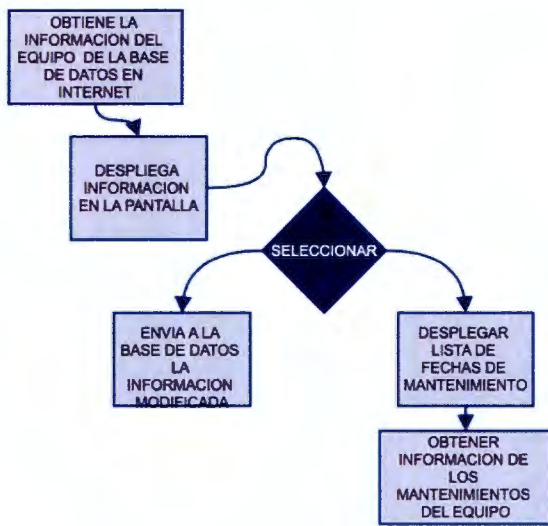 OBTIENE LA
INFORMACION DEL
EQUIPO DE LA BASE
DE DATOS EN
INTERNET
DESPLIEGA
INFORMACION
EN LA PANTALLA
SELECCIONAR
ENVIA A LA
BASE DE DATOS
LA
INFORMACION
MODIFICADA
DESPLEGAR
LISTA DE
FECHAS DE
MANTENIMIENTO
OBTENER
INFORMACION DE
LOS
MANTENIMIENTOS
DEL EQUIPO